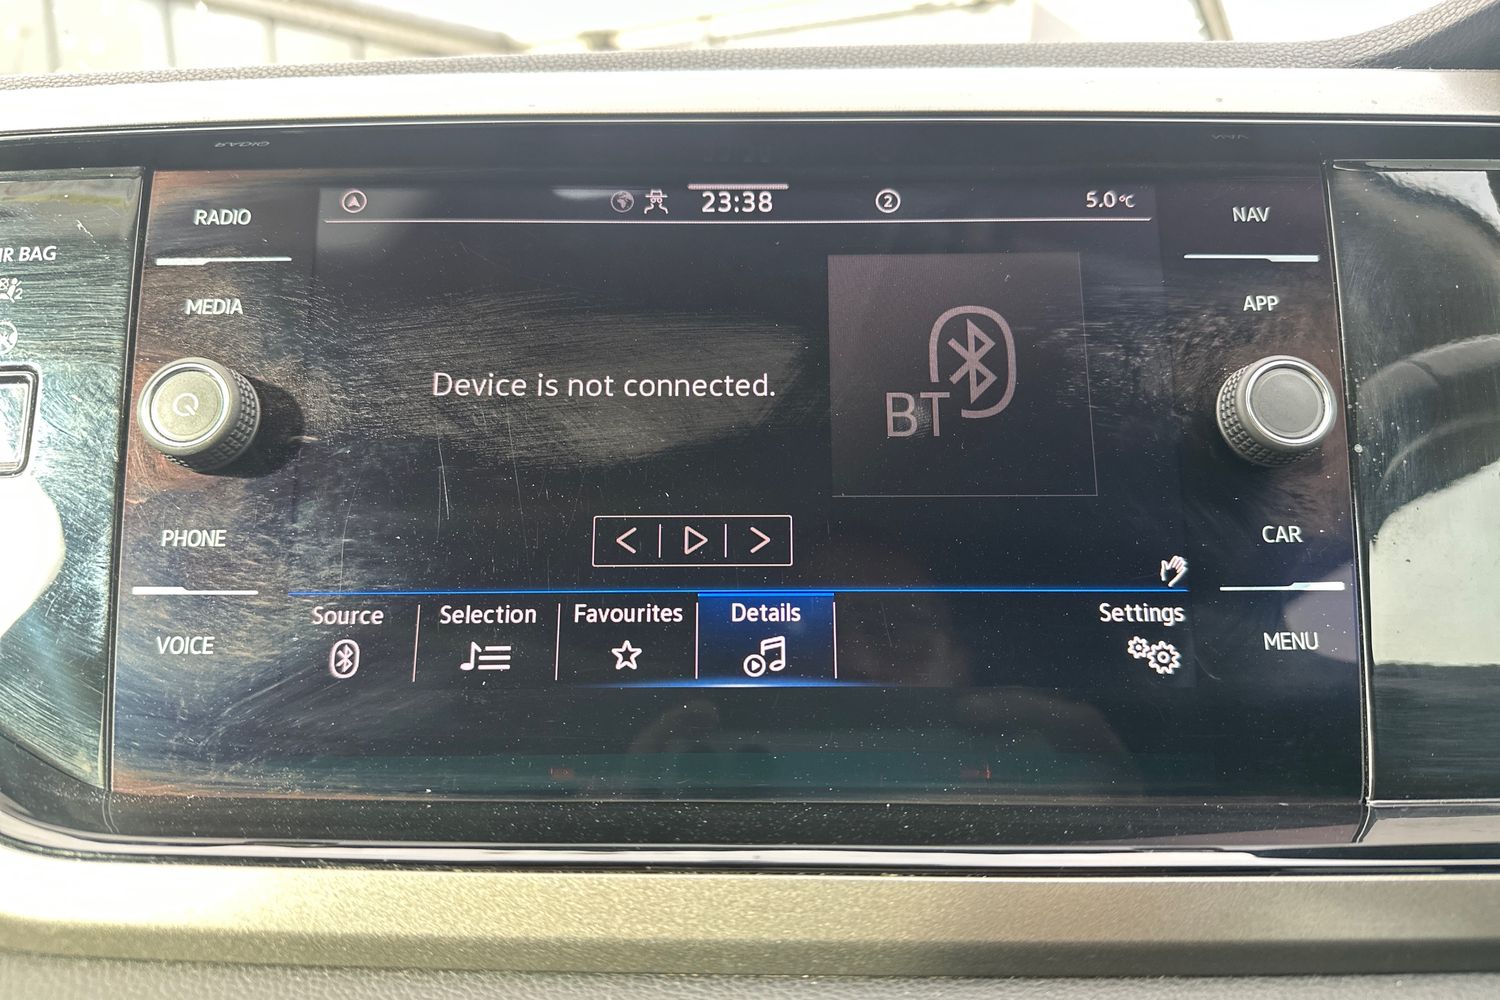 RADIO
23:38
2
5.0°C
NAV
IR BAG
MEDIA
APP
Device is not connected.
BT
PHONE
CAR
Source
Selection
Favourites
Details
Settings
VOICE
MENU